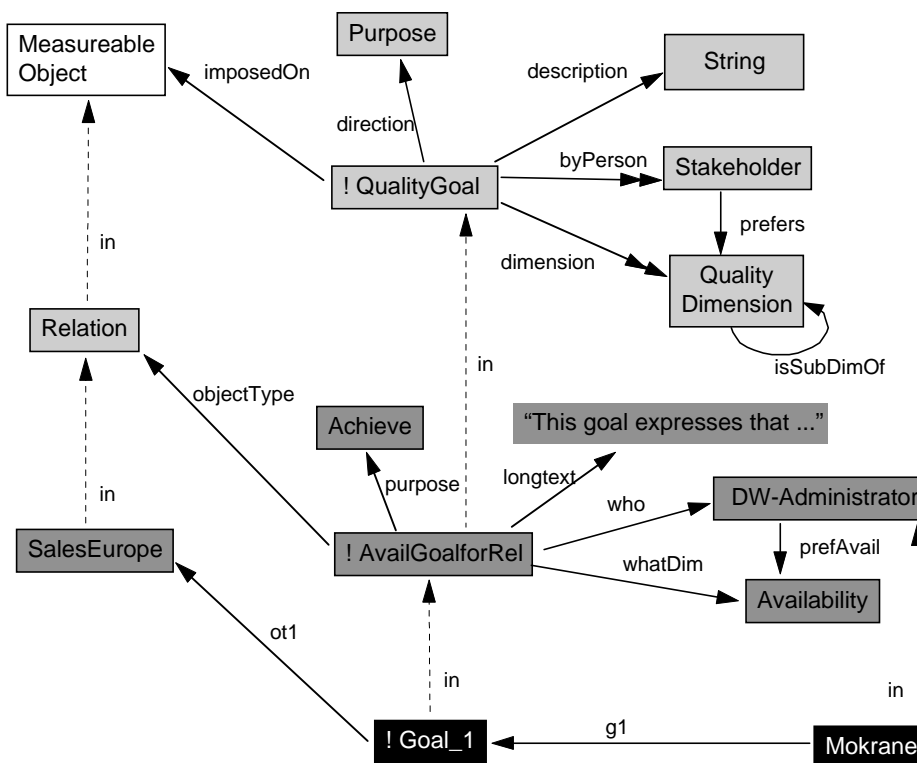 Measureable
Object
Purpose
String
imposedOn
description
direction
byPerson
! QualityGoal
Stakeholder
prefers
in
dimension
Quality
Dimension
Relation
isSubDimOf
in
objectType
Achieve
“This goal expresses that ...”
purpose
longtext
in
who
DW-Administrator
SalesEurope
! AvailGoalforRel
prefAvail
whatDim
Availability
ot1
in
in
! Goal_1
g1
Mokrane